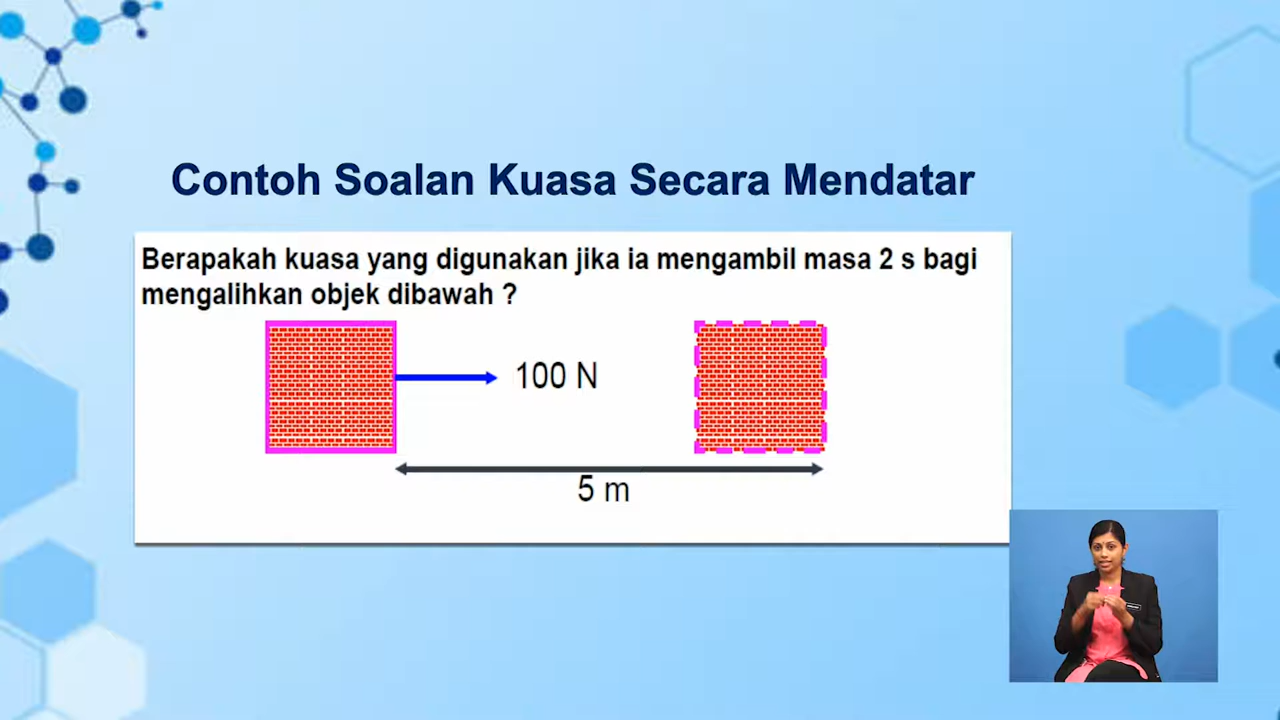 Contoh Soalan Kuasa Secara Mendatar
Berapakah kuasa yang digunakan jika ia mengambil masa 2 s bagi
mengalihkan objek dibawah ?
100 N
5 m